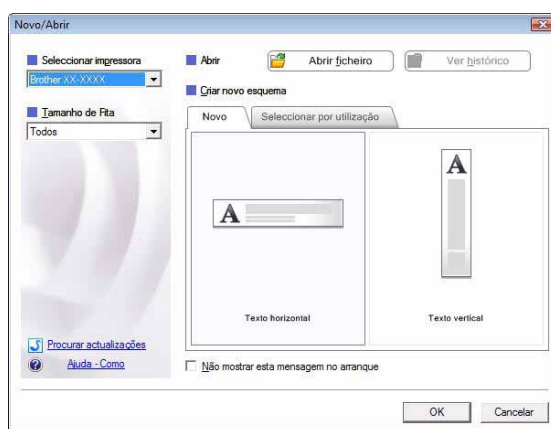 Novo/Abrir
Seleccionar impressora
Brother XX-XXXX
Tamanho de Fita
Todos
Procurar actualizações
Ajuda - Como
Abrir
Abrir ficheiro
Ver histórico
Criar novo esquema
Novo
Seleccionar por utilização
A
A
Texto horizontal
Texto vertical
Não mostrar esta mensagem no arranque
OK
Cancelar